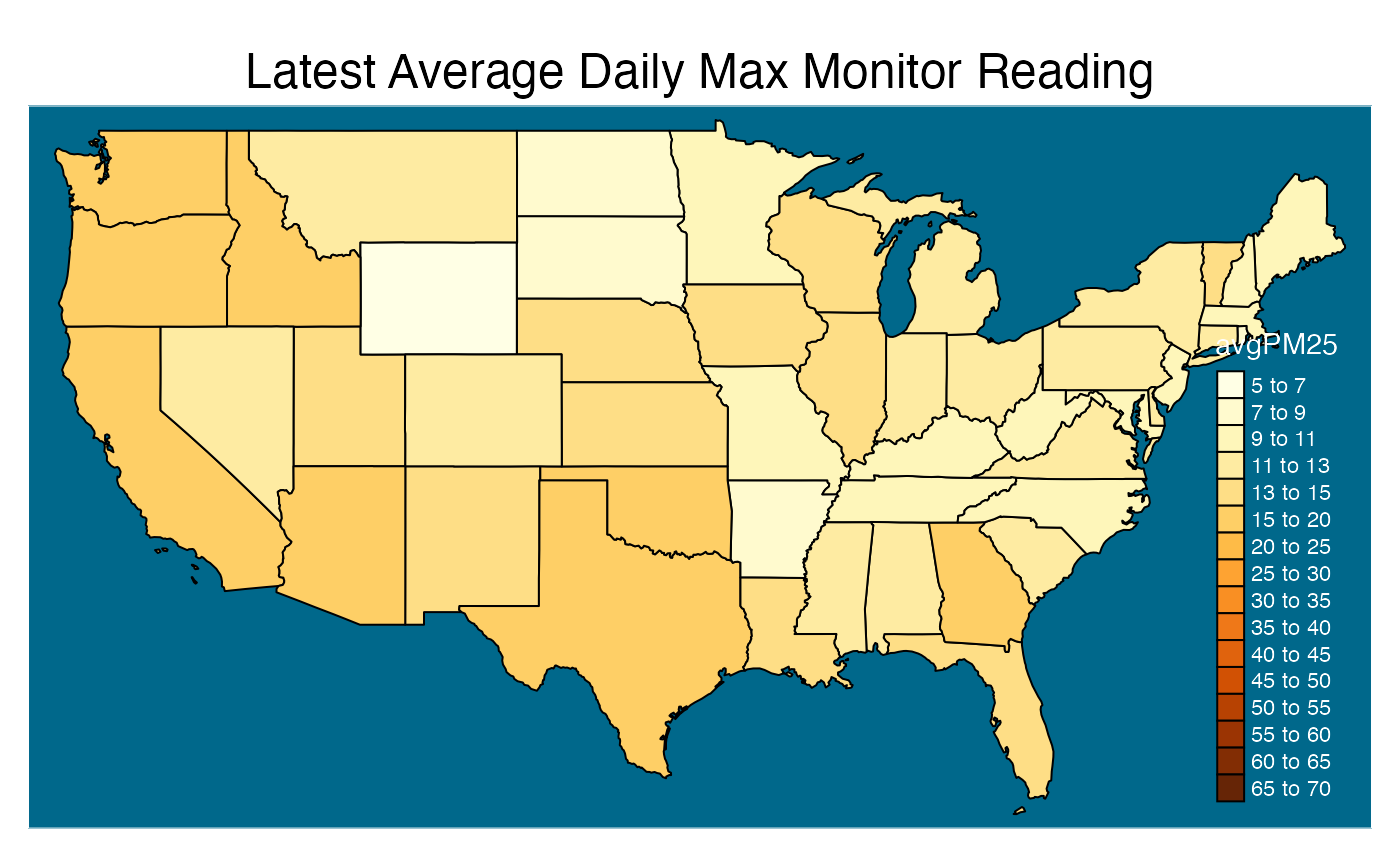 Latest Average Daily Max Monitor Reading
avgPM25
5 to 7
7 to 9
9 to 11
11 to 13
13 to 15
15 to 20
20 to 25
25 to 30
30 to 35
35 to 40
40 to 45
45 to 50
50 to 55
55 to 60
60 to 65
65 to 70